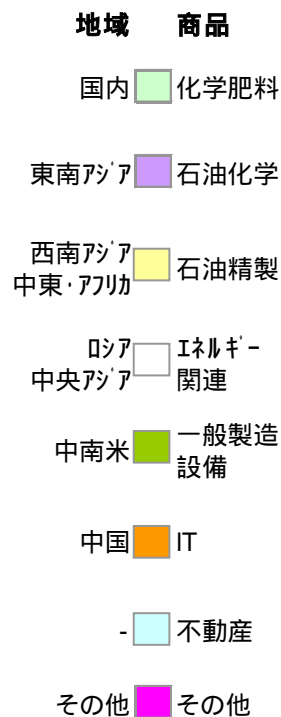 地域 商品
国内 化学肥料
東南アジア 石油化学
西南アジア
中東・アフリカ
石油精製
ロシア
中央アジア
エネルギー
関連
中南米
一般製造
設備
中国 IT
- 不動産
その他 その他